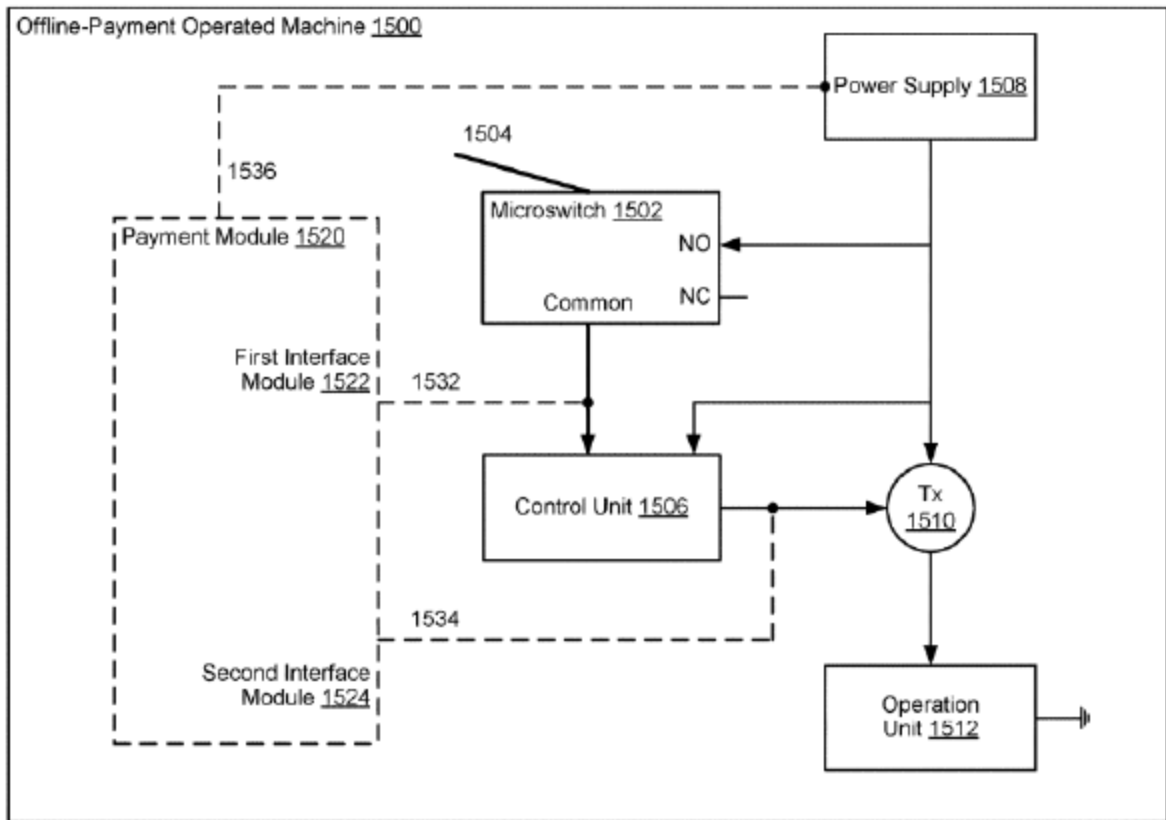 Offline-Payment Operated Machine 1500
Power Supply 1508
1504
1536
Microswitch 1502
Payment Module 1520
NO
NC
Common
First Interface
Module 1522
1532
Control Unit 1506
Tx
1510
1534
Second Interface
Module 1524
Operation
Unit 1512